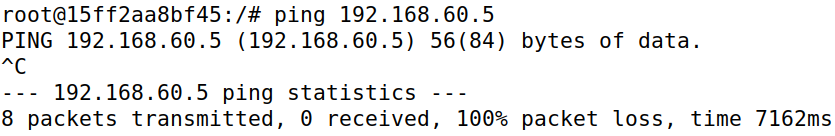 root@15ff2aa8bf45:/# ping 192.168.60.5
PING 192.168.60.5 (192.168.60.5) 56(84) bytes of data.
^C
--- 192.168.60.5 ping statistics ---
8 packets transmitted, 0 received, 100% packet loss, time 7162ms